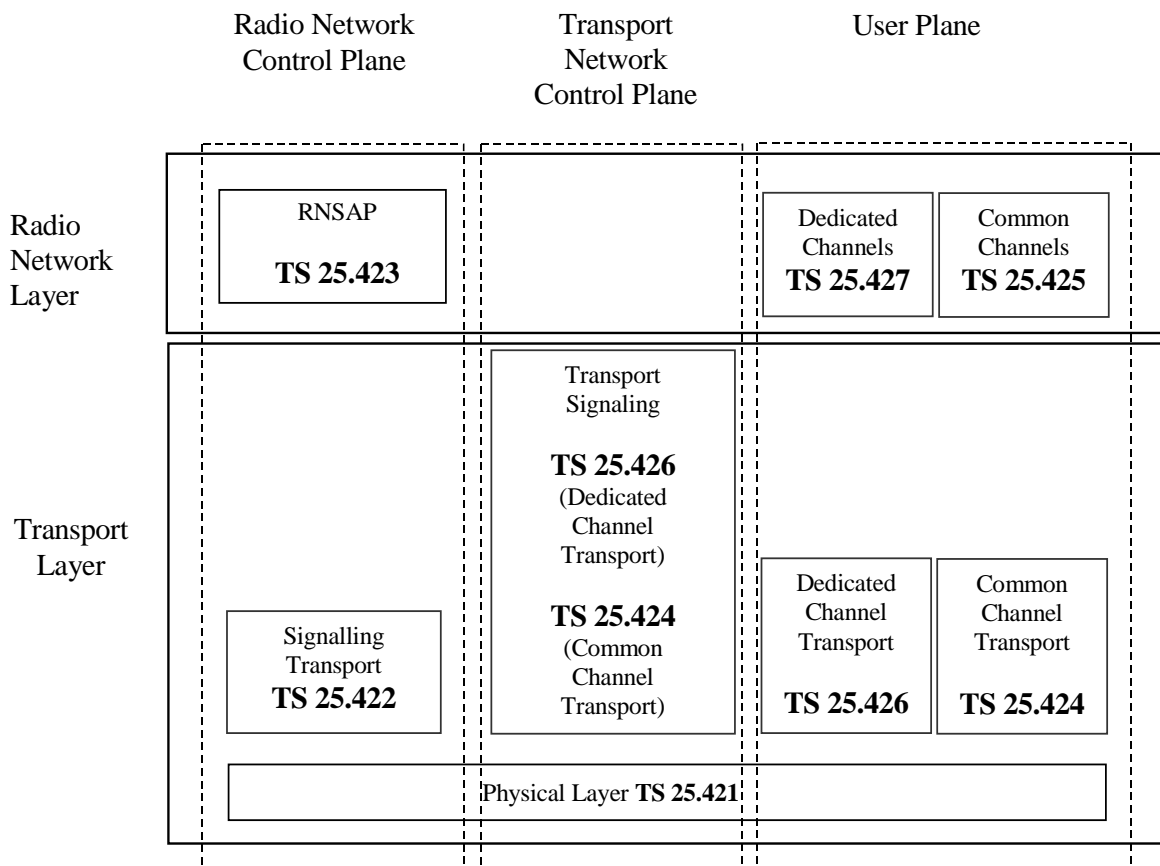 Radio Network
Control Plane
Transport
Network
Control Plane
User Plane
Radio
Network
Layer
RNSAP
TS 25.423
Dedicated
Channels
TS 25.427
Common
Channels
TS 25.425
Transport
Layer
Signalling
Transport
TS 25.422
Transport
Signaling
TS 25.426
(Dedicated
Channel
Transport)
TS 25.424
(Common
Channel
Transport)
Dedicated
Channel
Transport
TS 25.426
Common
Channel
Transport
TS 25.424
Physical Layer TS 25.421